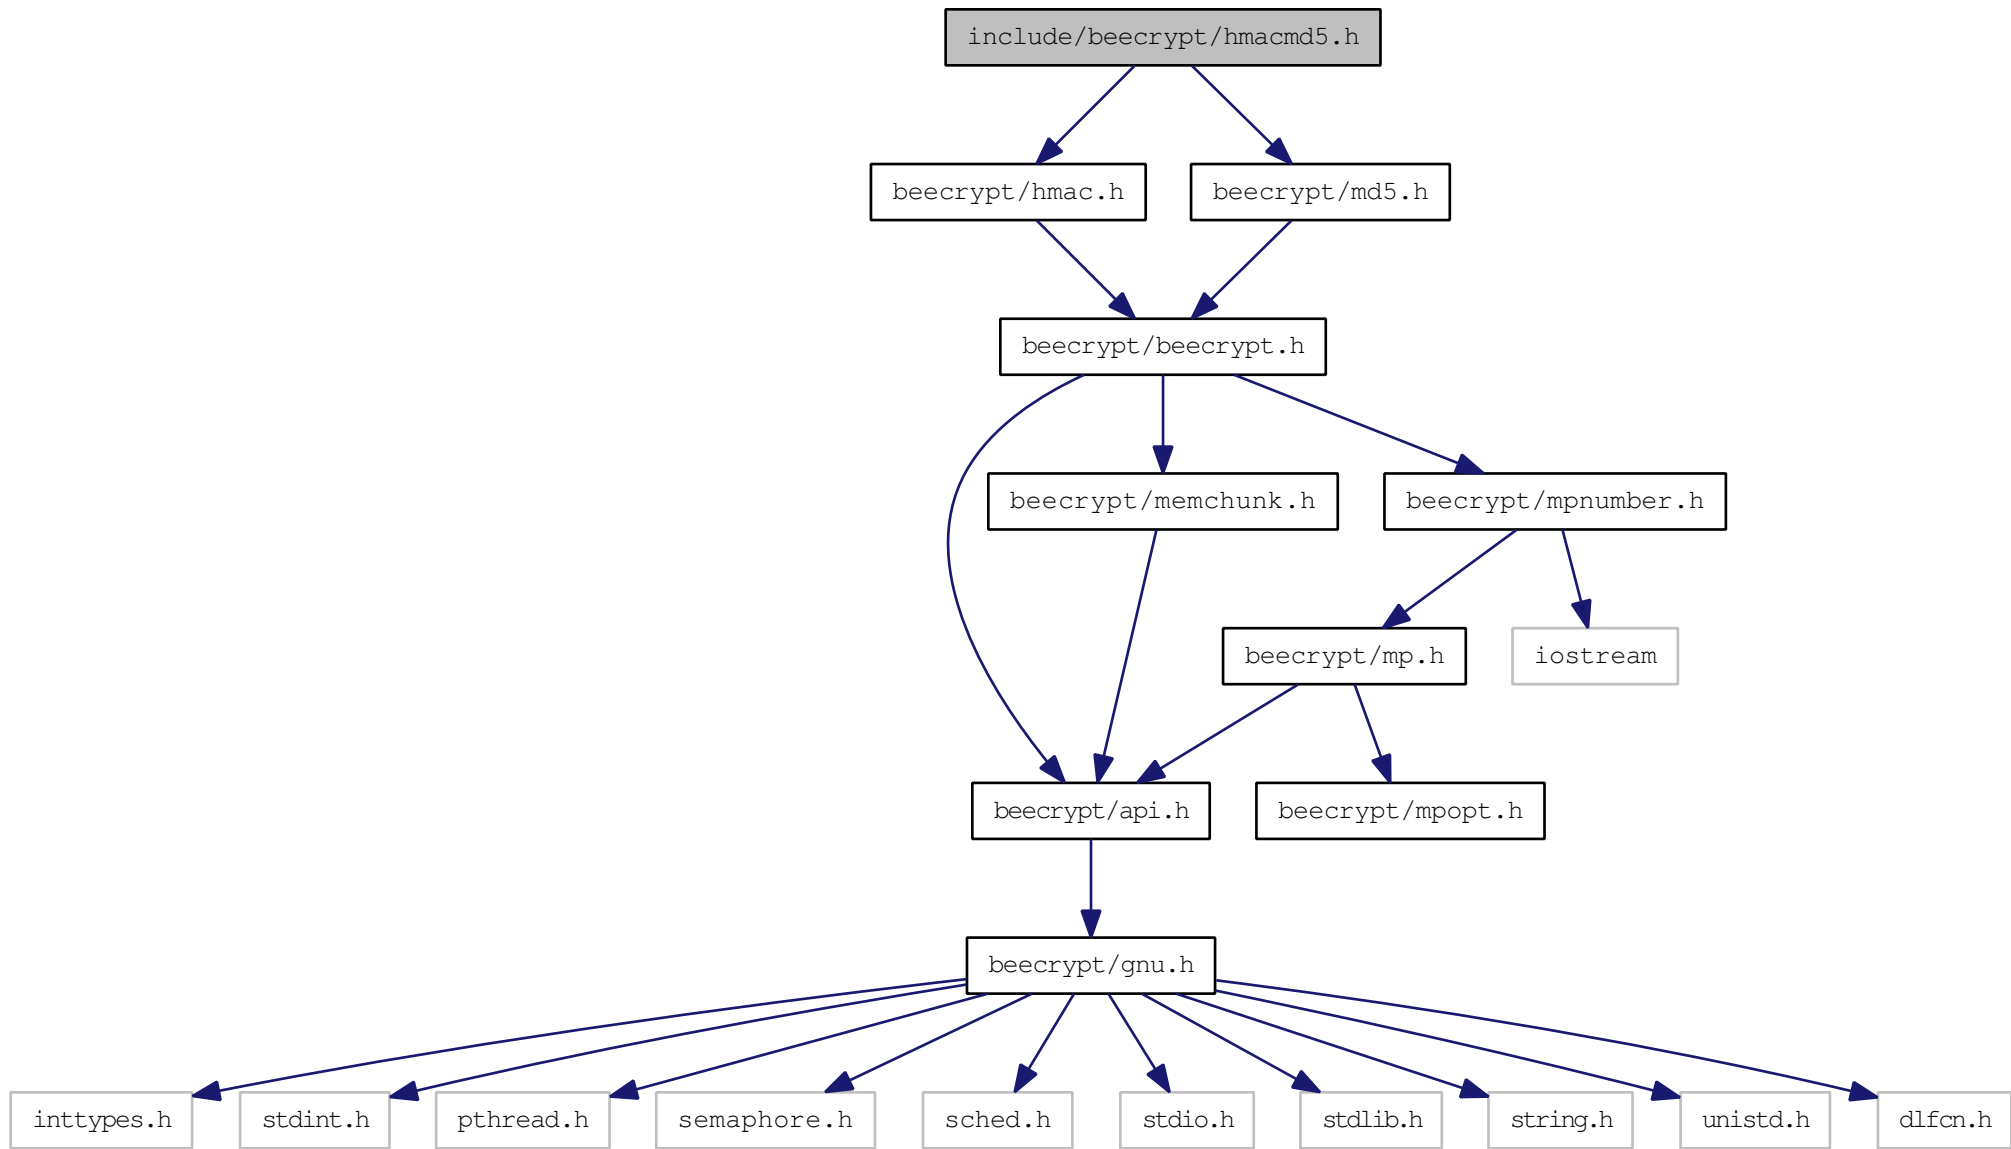 include/beecrypt/hmacmd5.h
beecrypt/hmac.h
beecrypt/md5.h
beecrypt/beecrypt.h
beecrypt/memchunk.h
beecrypt/mpnumber.h
beecrypt/mp.h
iostream
beecrypt/api.h
beecrypt/mpopt.h
beecrypt/gnu.h
inttypes.h
stdint.h
pthread.h
semaphore.h
sched.h
stdio.h
stdlib.h
string.h
unistd.h
dlfcn.h